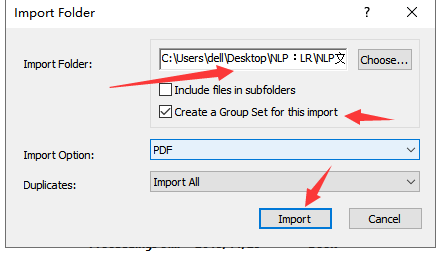 Import Folder
Import Folder:
C:\Users\dell\Desktop\NLP：LR\NLP文
Choose...
Include files in subfolders
Create a Group Set for this import
Import Option:
PDF
Duplicates:
Import All
Import
Cancel